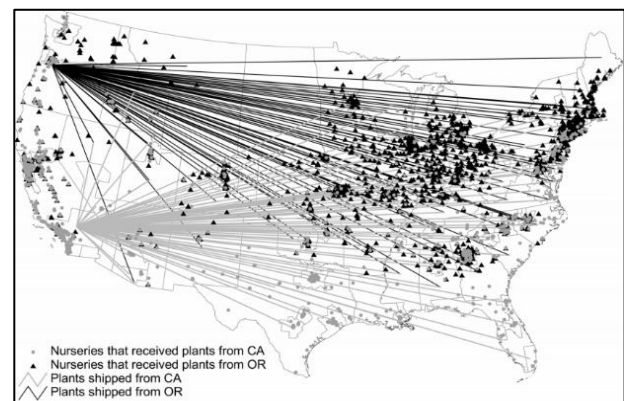 Nurseries that received plants from CA
Nurseries that received plants from OR
Plants shipped from CA
Plants shipped from OR